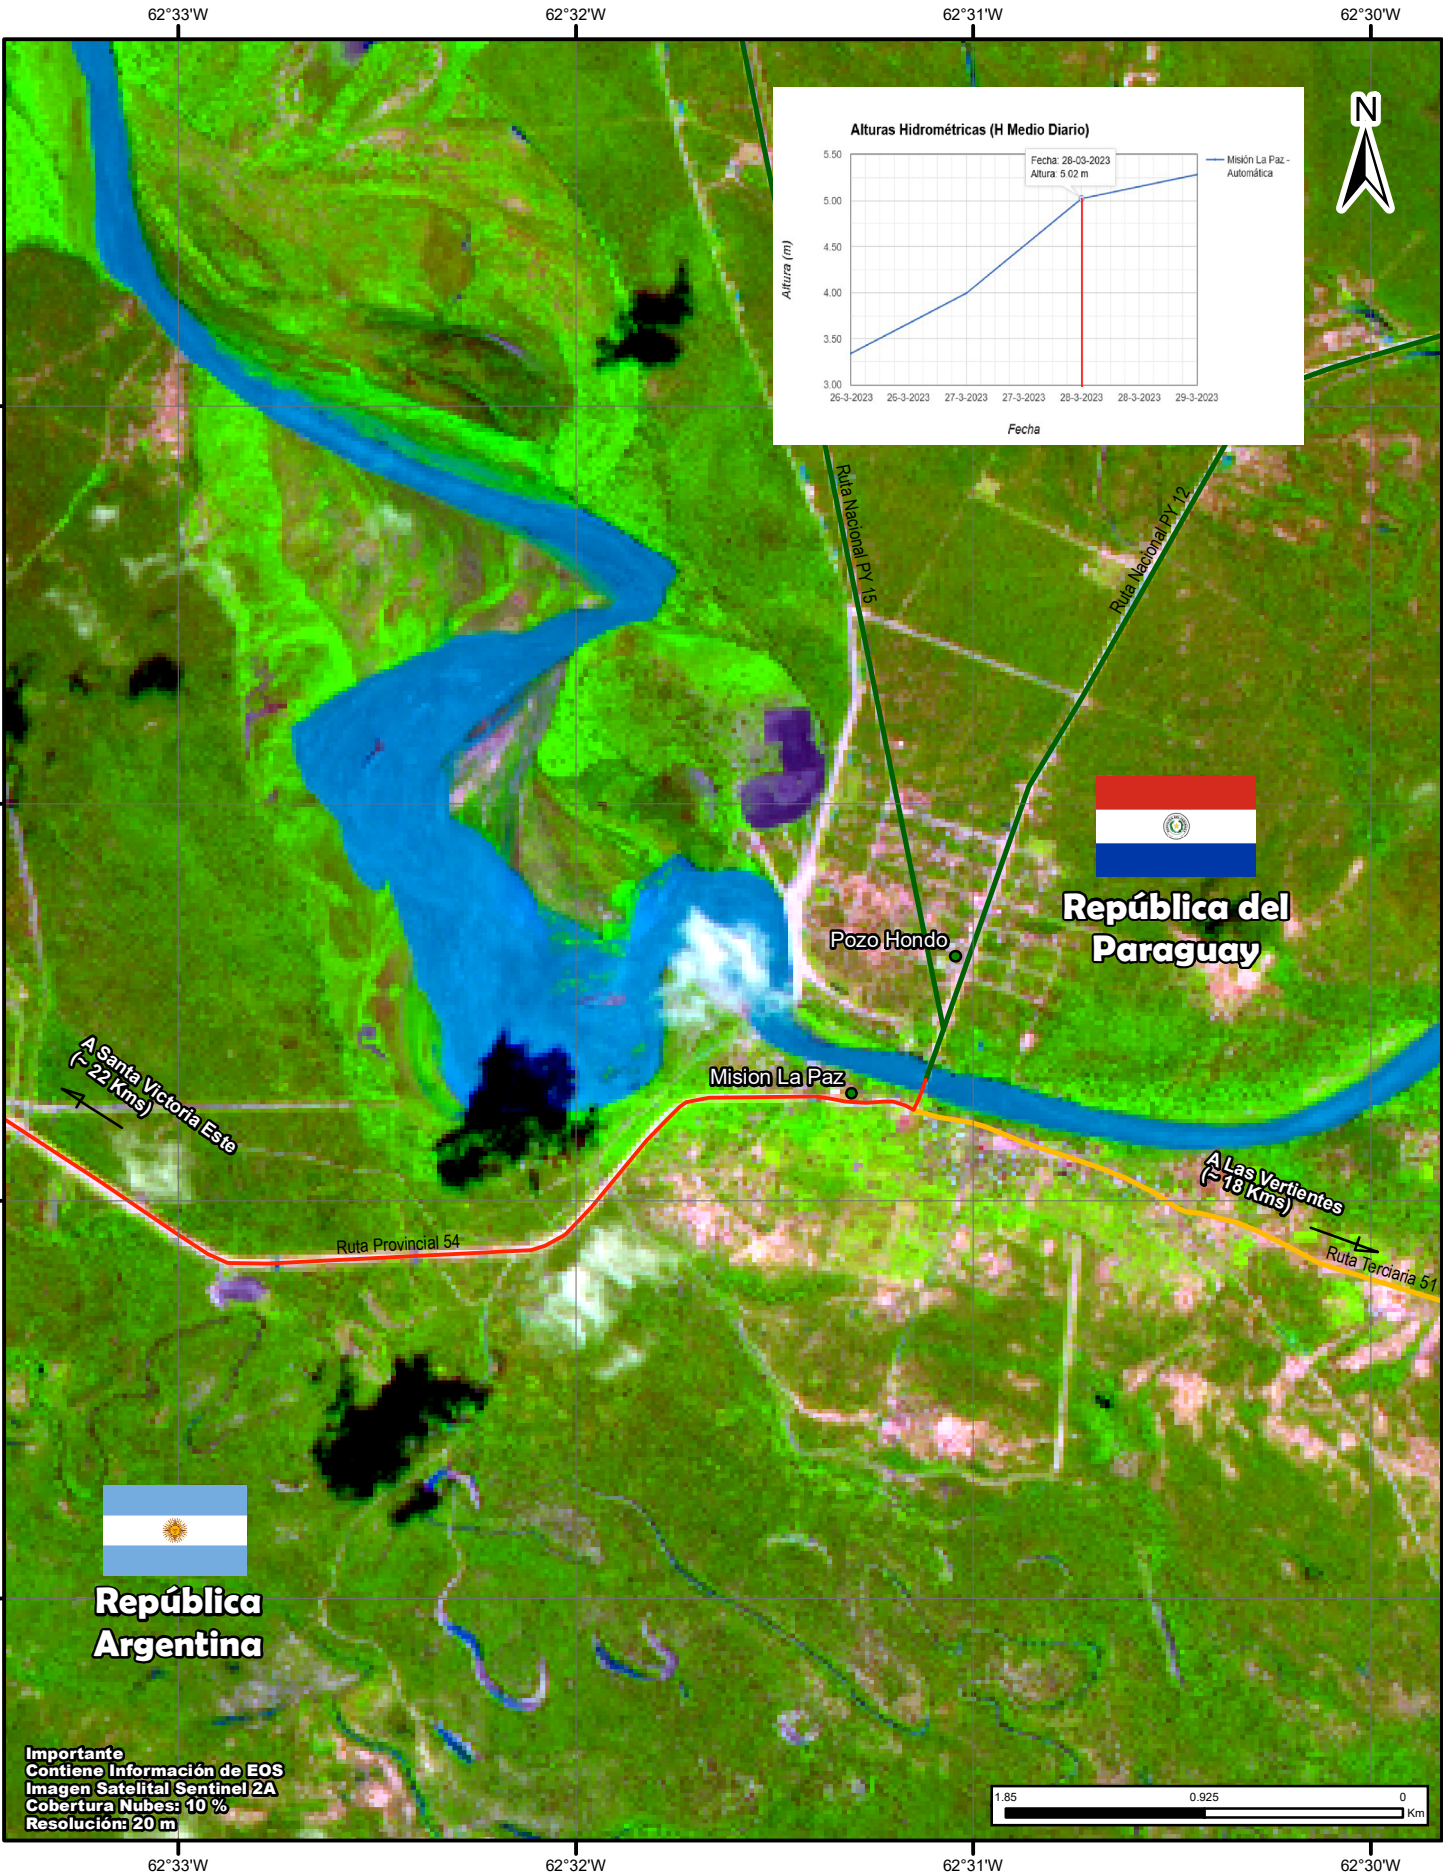 62°33'W
62°32'W
62°31'W
62°30'W
N
Alturas Hidrométricas (H Medio Diario)
5.50
5.00
4.50
4.00
3.50
3.00
Altura (m)
Fecha: 28-03-2023
Altura: 5.02 m
Misión La Paz -
Automática
26-3-2023
26-3-2023
27-3-2023
27-3-2023
28-3-2023
28-3-2023
29-3-2023
Fecha
Ruta Nacional PY 15
Ruta Nacional PY 12
República del
Paraguay
Pozo Hondo
Mision La Paz
A Santa Victoria Este
(~ 22 Kms)
A Las Vertientes
(~ 18 Kms)
Ruta Provincial 54
Ruta Terciaria 51
República
Argentina
Importante
Contiene Información de EOS
Imagen Satelital Sentinel 2A
Cobertura Nubes: 10 %
Resolución: 20 m
1.85
0.925
0
Km
62°33'W
62°32'W
62°31'W
62°30'W